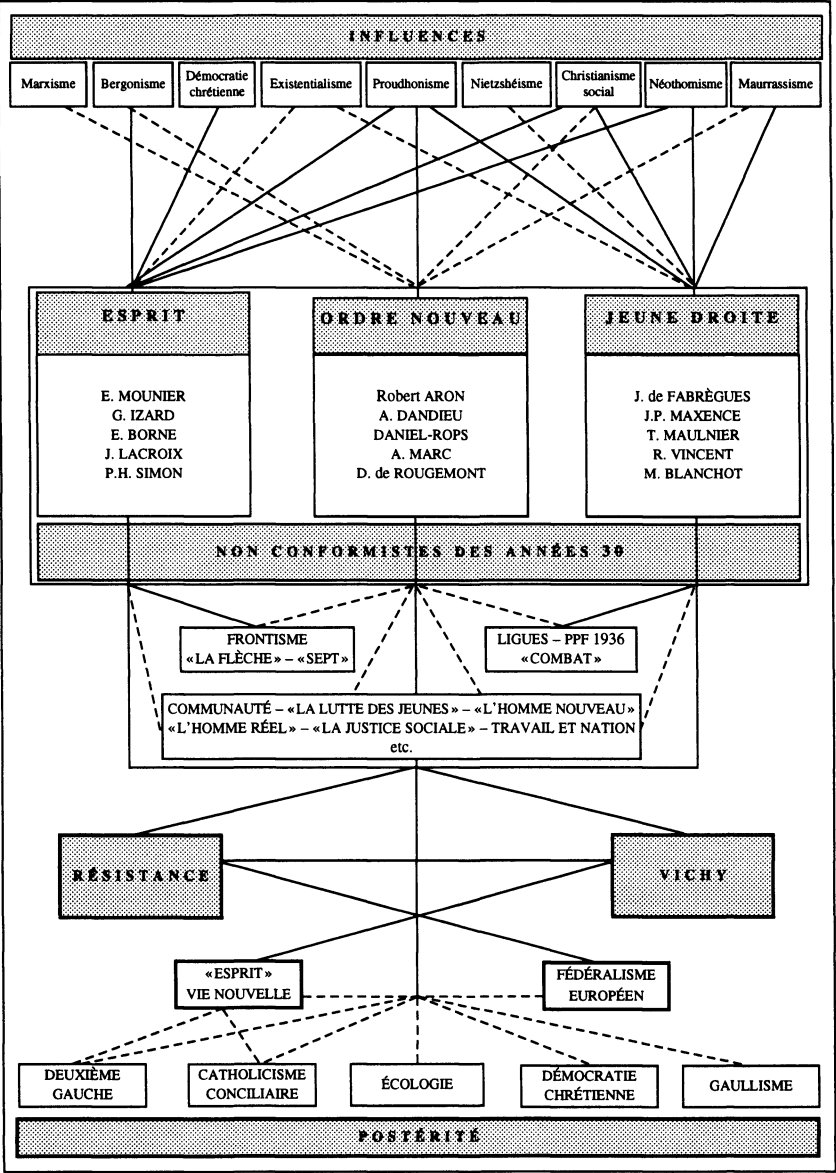 INFLUENCES
Marxisme
Bergonisme
Démocratie
chrétienne
Existentialisme
Proudhonisme
Nietzshéisme
Christianisme
social
Néothomisme
Maurrassisme
ESPRIT
E. MOUNIER
G. IZARD
E. BORNE
J. LACROIX
P.H. SIMON
ORDRE NOUVEAU
Robert ARON
A. DANDIEU
DANIEL-ROPS
A. MARC
D. de ROUGEMONT
JEUNE DROITE
J. de FABRÈGUES
J.P. MAXENCE
T. MAULNIER
R. VINCENT
M. BLANCHOT
NON CONFORMISTES DES ANNÉES 30
FRONTISME
«LA FLÈCHE» – «SEPT»
LIGUES – PPF 1936
«COMBAT»
COMMUNAUTÉ – «LA LUTTE DES JEUNES» – «L'HOMME NOUVEAU»
«L'HOMME RÉEL» – «LA JUSTICE SOCIALE» – TRAVAIL ET NATION
etc.
RÉSISTANCE
VICHY
«ESPRIT»
VIE NOUVELLE
FÉDÉRALISME
EUROPÉEN
DEUXIÈME
GAUCHE
CATHOLICISME
CONCILIAIRE
ÉCOLOGIE
DÉMOCRATIE
CHRÉTIENNE
GAULLISME
POSTÉRITÉ